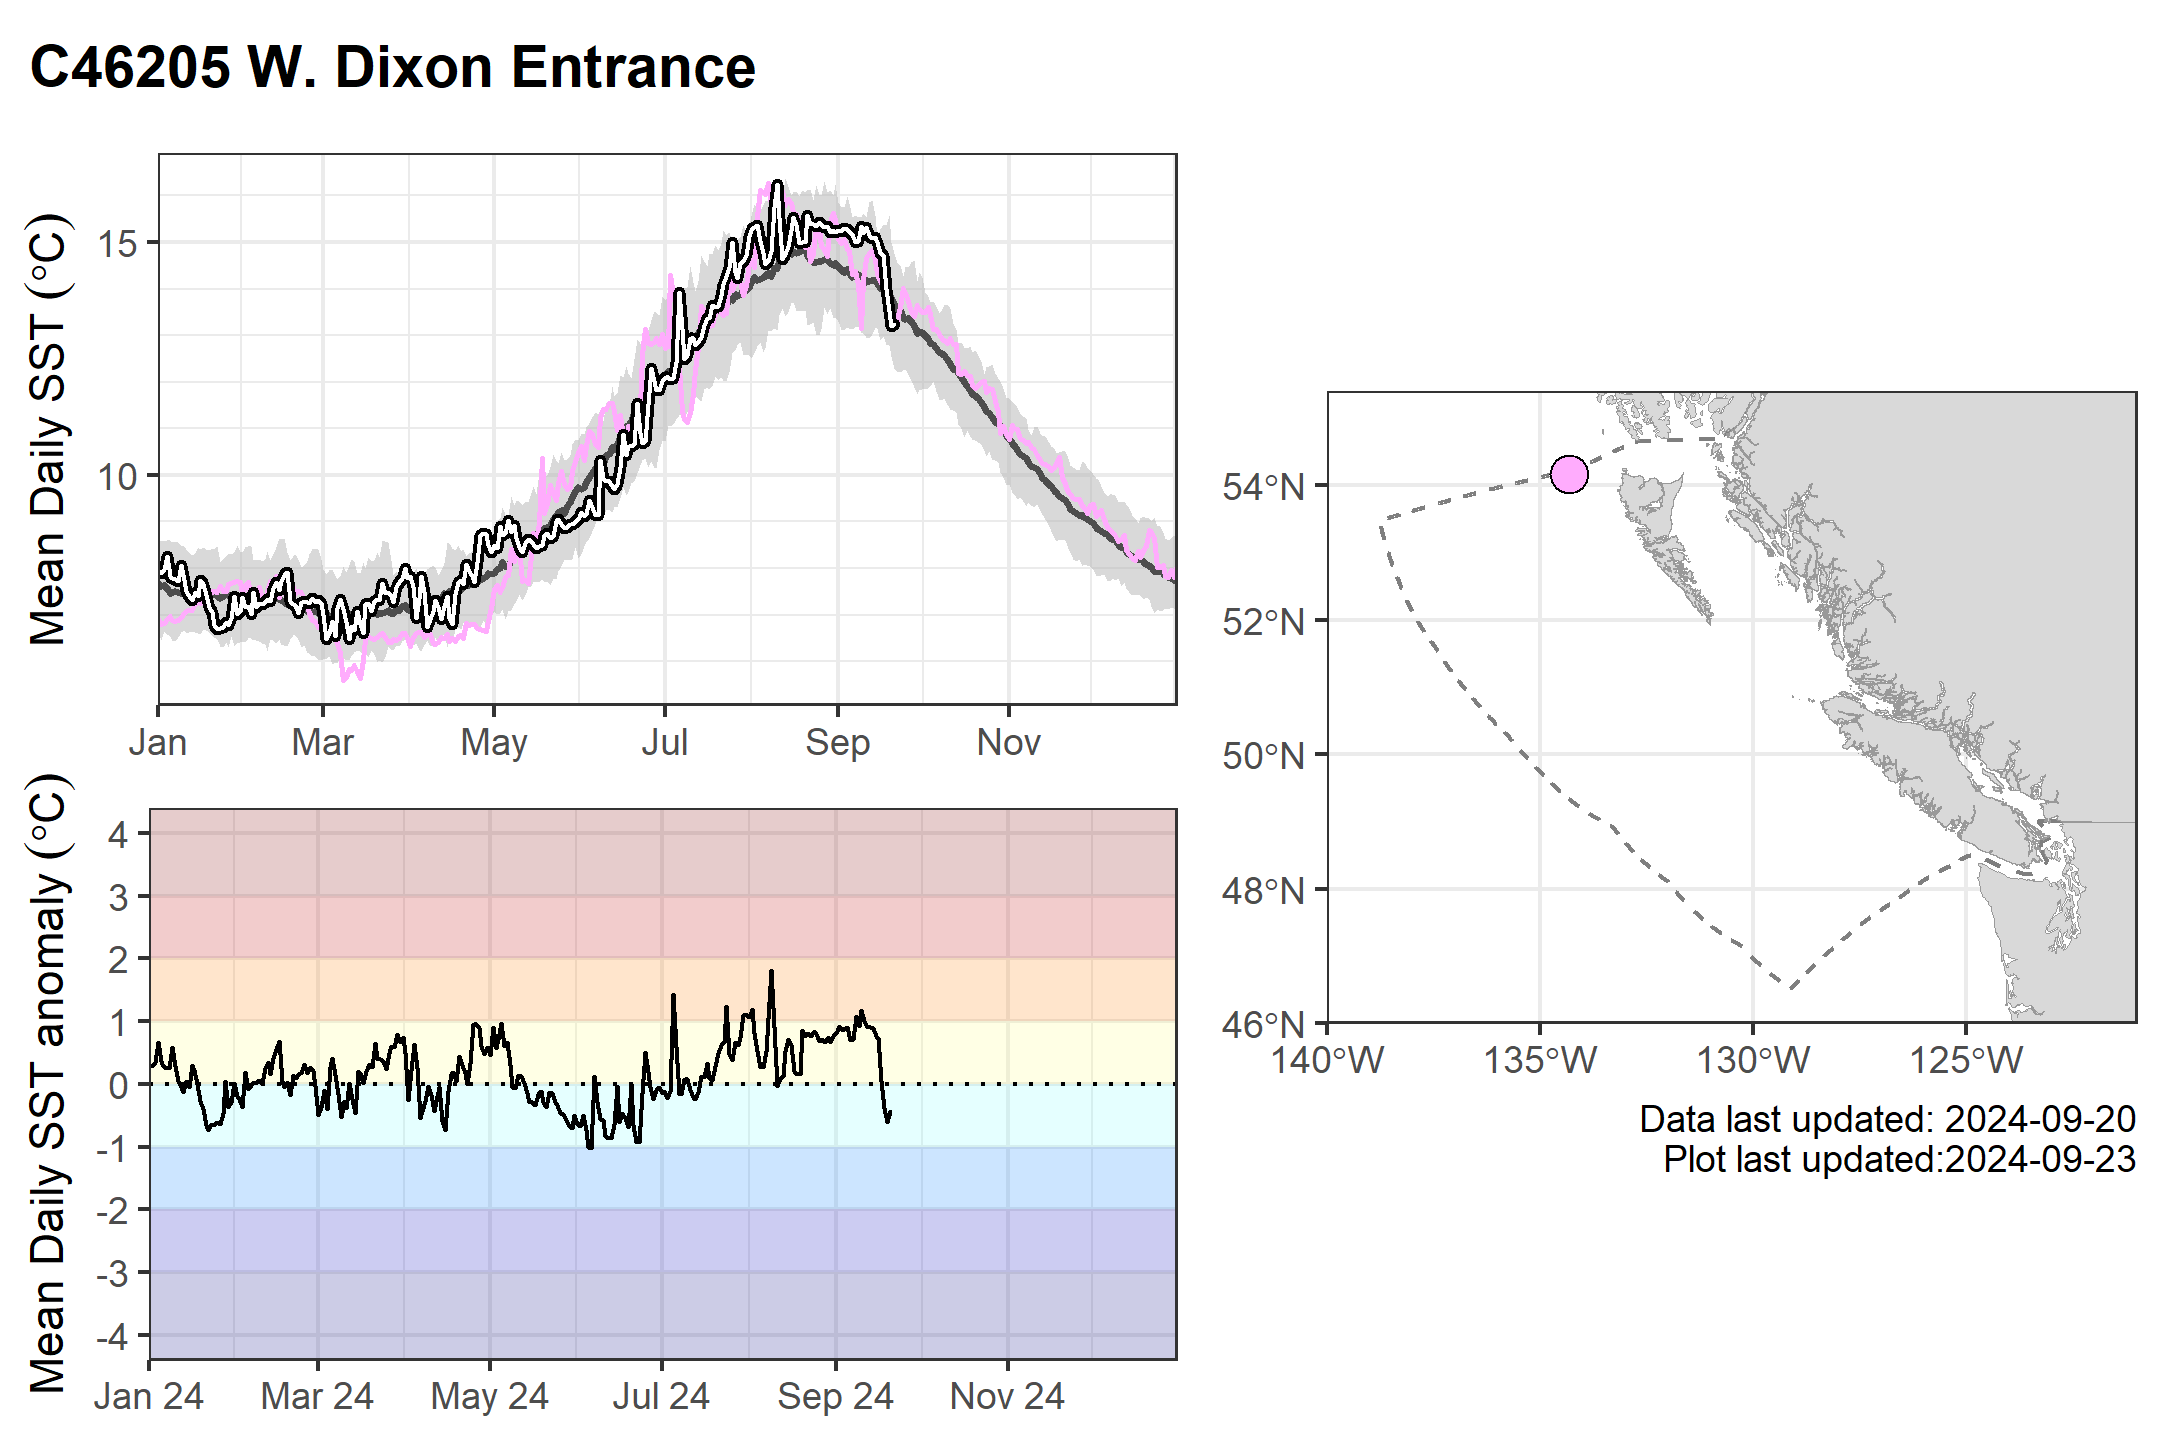 C46205 W. Dixon Entrance
Mean Daily SST (°C)
15
10
Jan Mar May Jul Sep Nov
Mean Daily SST anomaly (°C)
4
3
2
1
0
-1
-2
-3
-4
Jan 24 Mar 24 May 24 Jul 24 Sep 24 Nov 24
54°N
52°N
50°N
48°N
46°N
140°W 135°W 130°W 125°W
Data last updated: 2024-09-20
Plot last updated:2024-09-23